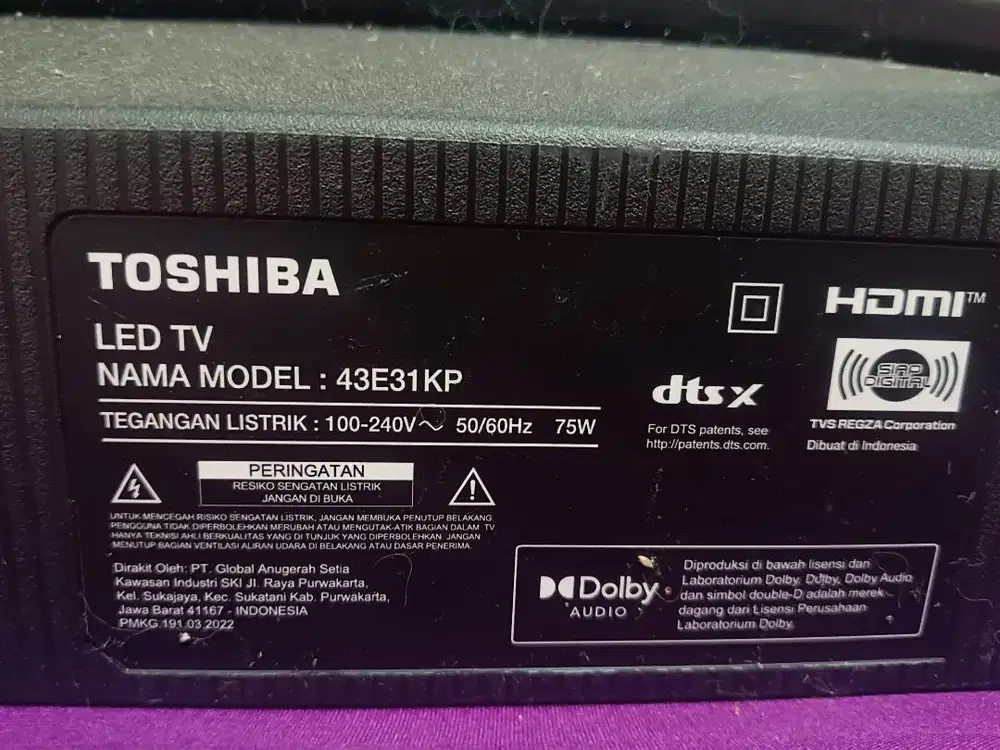 TOSHIBA
LED TV
NAMA MODEL : 43E31KP
TEGANGAN LISTRIK : 100-240V~ 50/60Hz 75W
PERINGATAN
RESIKO SENGATAN LISTRIK
JANGAN DI BUKA
UNTUK MENCEGAH RISIKO SENGATAN LISTRIK, JANGAN MEMBUKA PENUTUP BELAKANG
PENGGUNA TIDAK DIPERBOLEHKAN MERUBAH ATAU MENGUTAK-ATIK BAGIAN DALAM TV
HANYA TEKNISI AHLI BERKUALITAS YANG DI TUNJUK YANG DIPERBOLEHKAN JANGAN
MENUTUP BAGIAN VENTILASI ALIRAN UDARA DI BELAKANG ATAU DASAR PENERIMA.
Dirakit Oleh: PT. Global Anugerah Setia
Kawasan Industri SKI Jl. Raya Purwakarta,
Kel. Sukajaya, Kec. Sukatani Kab. Purwakarta,
Jawa Barat 41167 - INDONESIA
PMKG.191.03.2022
HDMI™
dts X
For DTS patents, see
http://patents.dts.com.
SIAP
DIGITAL
TVS REGZA Corporation
Dibuat di Indonesia
Dolby
AUDIO
Diproduksi di bawah lisensi dari
Laboratorium Dolby. Dolby, Dolby Audio
dan simbol double-D adalah merek
dagang dari Lisensi Perusahaan
Laboratorium Dolby.